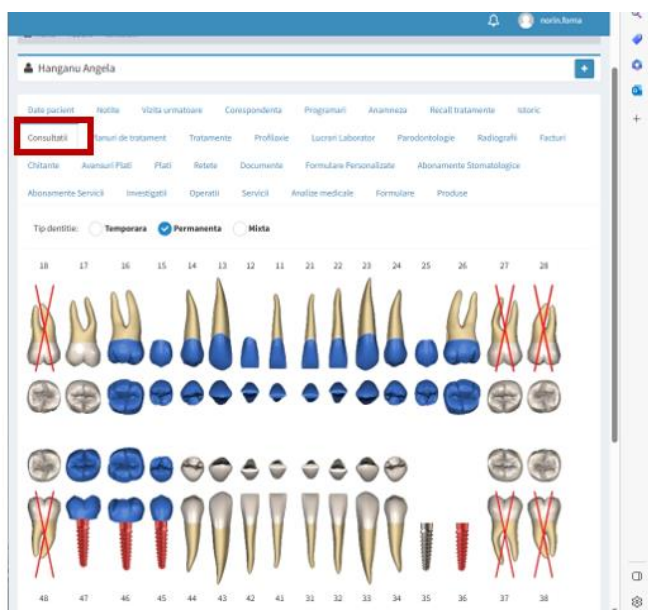 norin.foma
Hanganu Angela
+
Date pacient Notite Vizita urmatoare Corespondenta Programari Anamneza Recall tratamente Istoric
Consultatii Planuri de tratament Tratamente Profilaxie Lucrari Laborator Parodontologie Radiografii Facturi
Chitante Avansuri Plati Plati Retete Documente Formulare Personalizate Abonamente Stomatologice
Abonamente Servicii Investigatii Operatii Servicii Analize medicale Formulare Produse
Tip dentitie: Temporara Permanenta Mixta
18 17 16 15 14 13 12 11 21 22 23 24 25 26 27 28
48 47 46 45 44 43 42 41 31 32 33 34 35 36 37 38